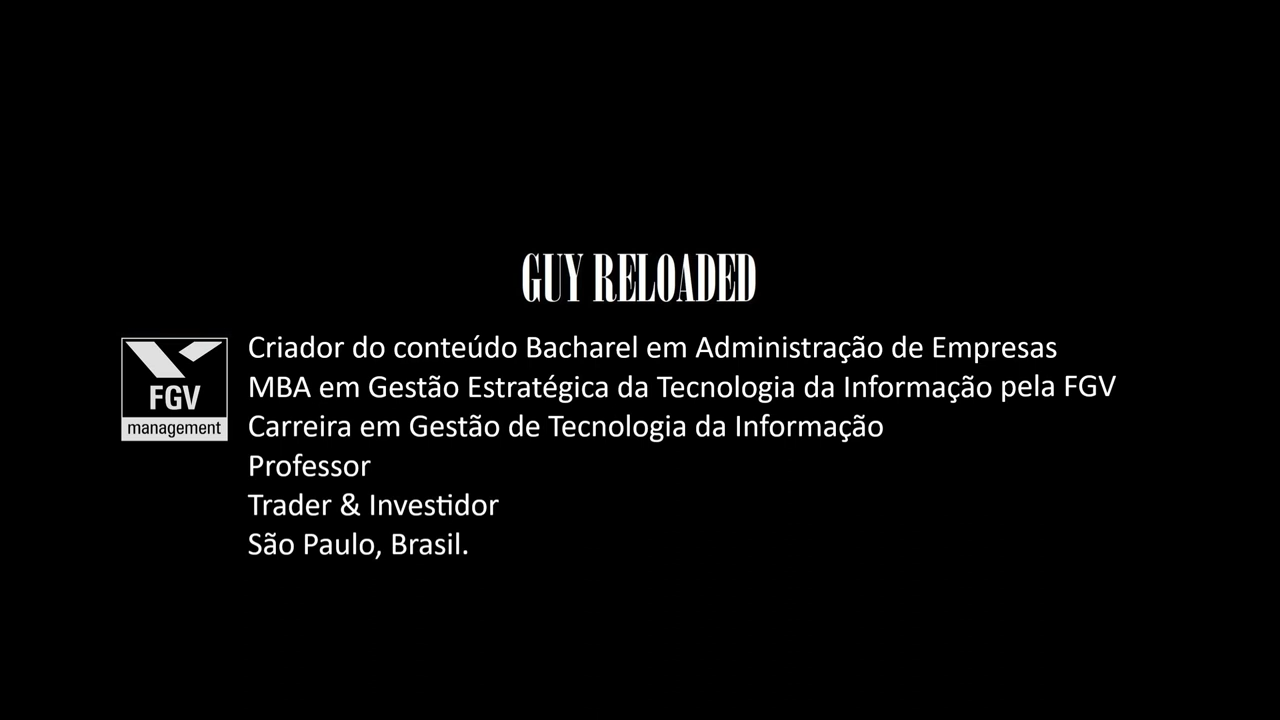 GUY RELOADED
FGV
management
Criador do conteúdo Bacharel em Administração de Empresas
MBA em Gestão Estratégica da Tecnologia da Informação pela FGV
Carreira em Gestão de Tecnologia da Informação
Professor
Trader & Investidor
São Paulo, Brasil.